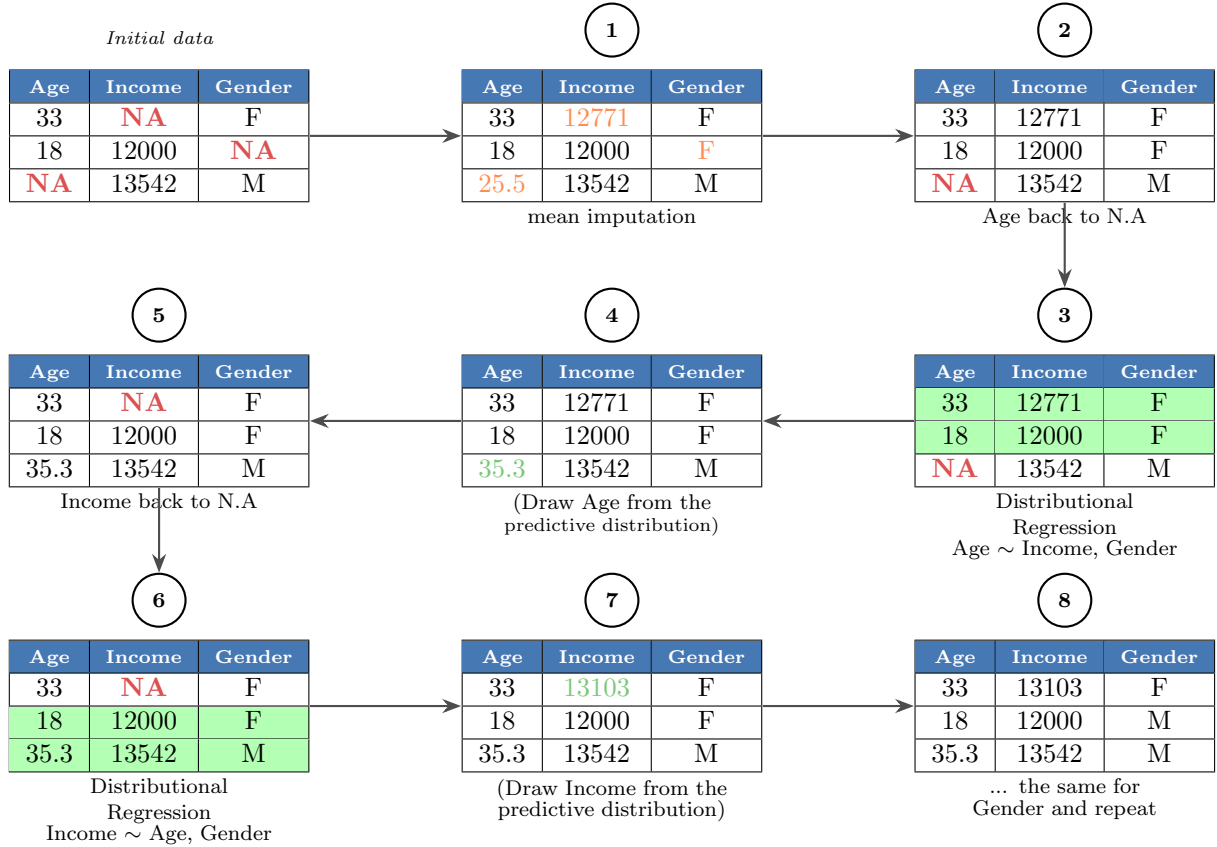 Initial data
Age Income Gender
33 NA F
18 12000 NA
NA 13542 M
1
Age Income Gender
33 12771 F
18 12000 F
25.5 13542 M
mean imputation
2
Age Income Gender
33 12771 F
18 12000 F
NA 13542 M
Age back to N.A
3
Age Income Gender
33 12771 F
18 12000 F
NA 13542 M
Distributional
Regression
Age ∼ Income, Gender
4
Age Income Gender
33 12771 F
18 12000 F
35.3 13542 M
(Draw Age from the
predictive distribution)
5
Age Income Gender
33 NA F
18 12000 F
35.3 13542 M
Income back to N.A
6
Age Income Gender
33 NA F
18 12000 F
35.3 13542 M
Distributional
Regression
Income ∼ Age, Gender
7
Age Income Gender
33 13103 F
18 12000 F
35.3 13542 M
(Draw Income from the
predictive distribution)
8
Age Income Gender
33 13103 F
18 12000 M
35.3 13542 M
... the same for
Gender and repeat